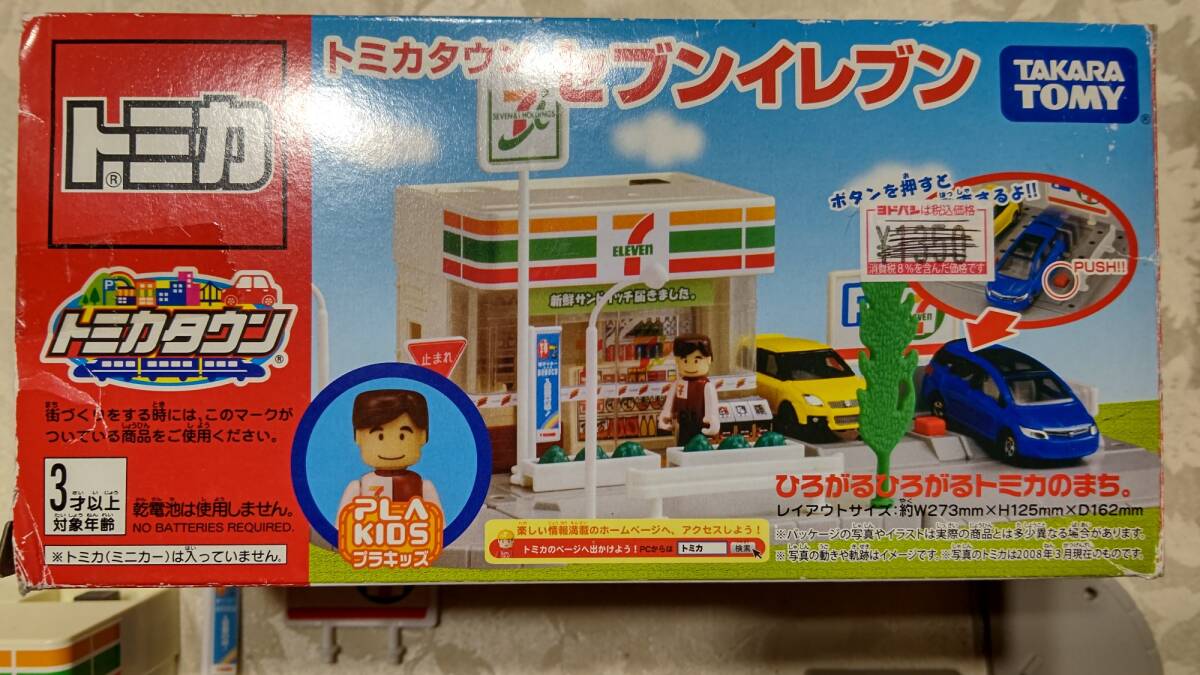 トミカ
®
トミカタウン
®
街づくりをする時には、このマークが
ついている商品をご使用ください。
3才以上
対象年齢
乾電池は使用しません。
NO BATTERIES REQUIRED.
※トミカ(ミニカー)は入っていません。
トミカタウン セブンイレブン
TAKARA
TOMY
®
SEVEN & i HOLDINGS
7
ELEVEN
新鮮サンドイッチ届きました。
止まれ
ボタンを押すと
するよ!!
ヨドバシは税込価格
¥1350
消費税8%を含んだ価格です
PUSH!!
P
ELEVEN
PLA
KIDS
プラキッズ
ひろがるひろがるトミカのまち。
レイアウトサイズ:約W273mm×H125mm×D162mm
楽しい情報満載のホームページへ、アクセスしよう!
トミカのページへ出かけよう!PCからは トミカ 検索
※パッケージの写真やイラストは実際の商品とは多少異なる場合があります。
※写真の動きや軌跡はイメージです。※写真のトミカは2008年3月現在のものです。